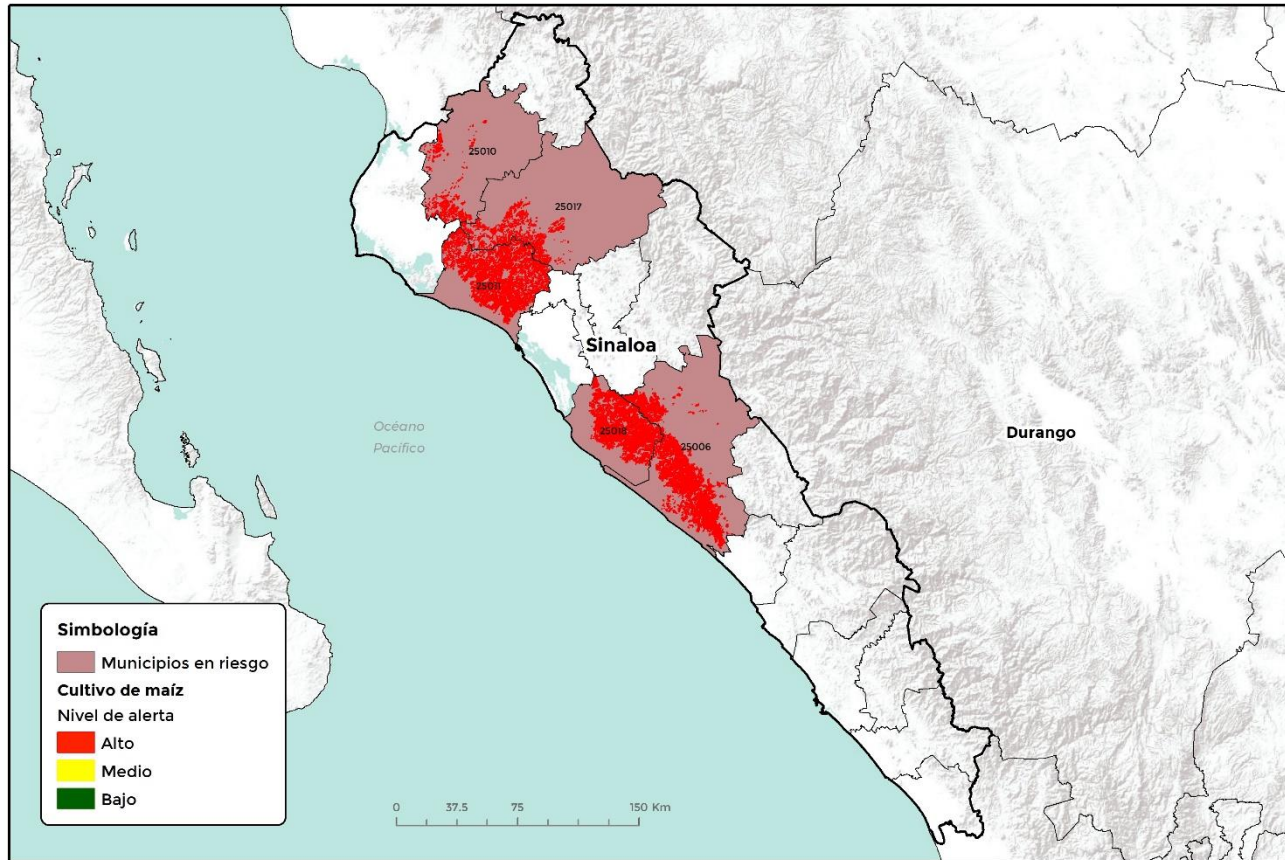 25010
25017
25011
Sinaloa
Océano
Pacífico
25018
25006
Durango
Simbología
Municipios en riesgo
Cultivo de maíz
Nivel de alerta
Alto
Medio
Bajo
0 37.5 75 150 Km